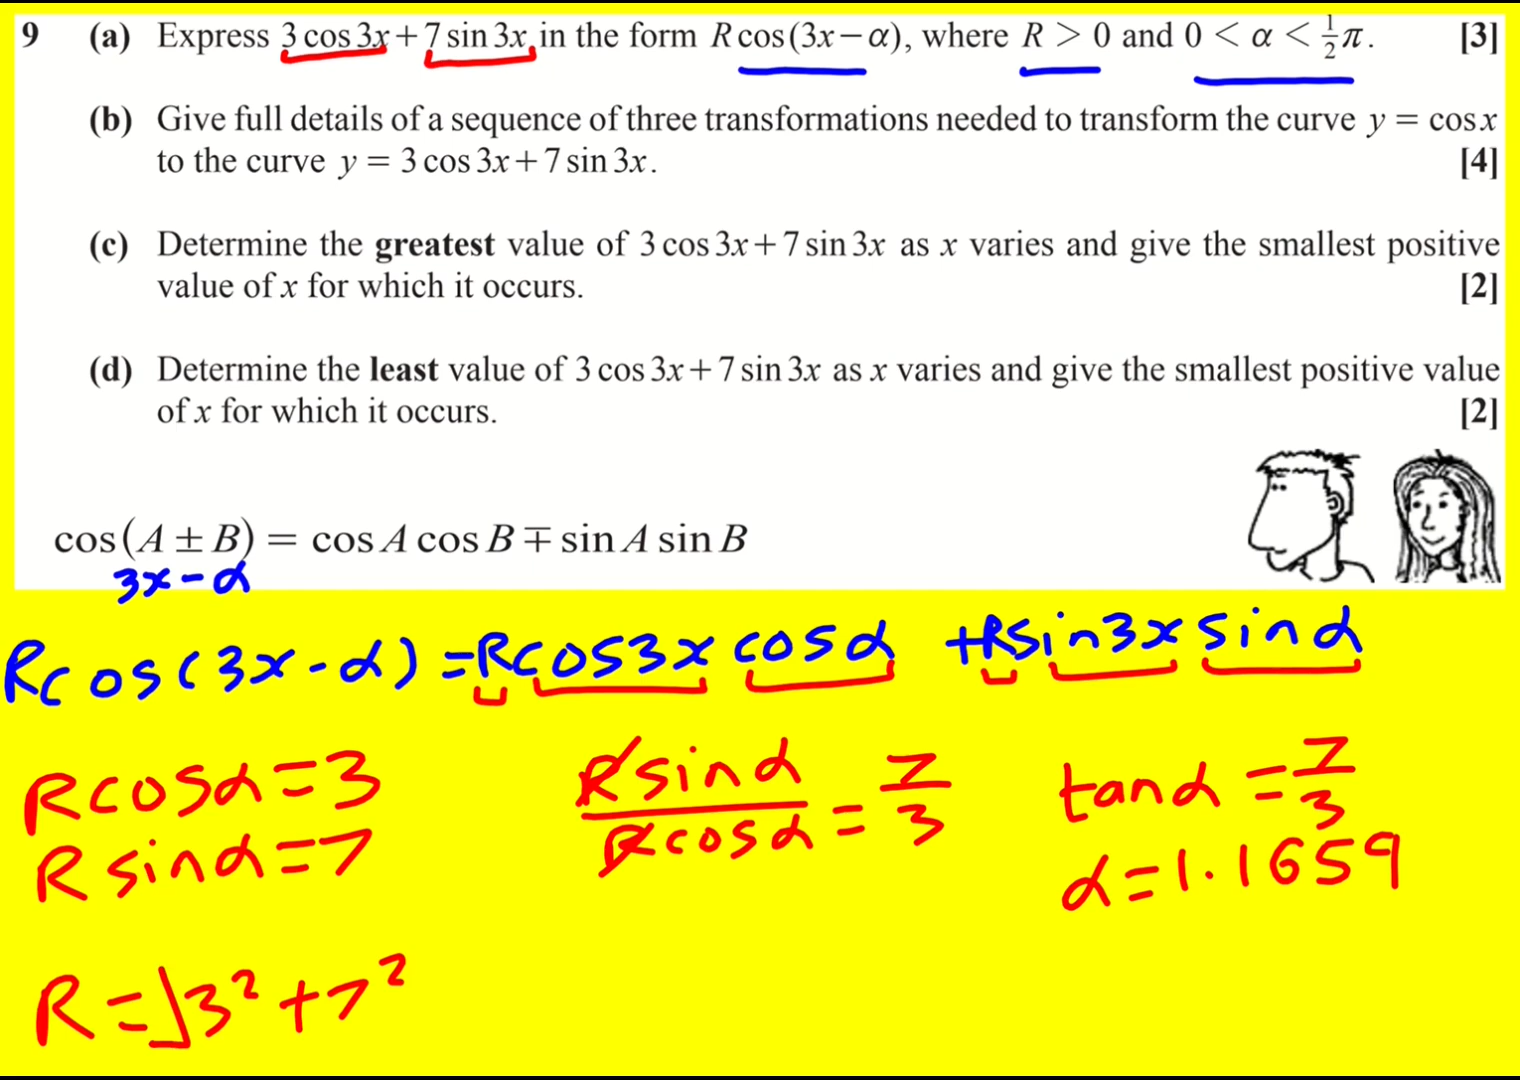 9 (a) Express 3 cos 3x + 7 sin 3x in the form R cos(3x − α), where R > 0 and 0 < α < ½π. [3]
(b) Give full details of a sequence of three transformations needed to transform the curve y = cos x
to the curve y = 3 cos 3x + 7 sin 3x. [4]
(c) Determine the greatest value of 3 cos 3x + 7 sin 3x as x varies and give the smallest positive
value of x for which it occurs. [2]
(d) Determine the least value of 3 cos 3x + 7 sin 3x as x varies and give the smallest positive value
of x for which it occurs. [2]
cos(A ± B) = cos A cos B ∓ sin A sin B
3x − α
Rcos(3x − α) = Rcos3x cosα + Rsin3x sinα
Rcosα = 3
Rsinα = 7
Rsinα / Rcosα = 7/3
tanα = 7/3
α = 1.1659
R = √3² + 7²